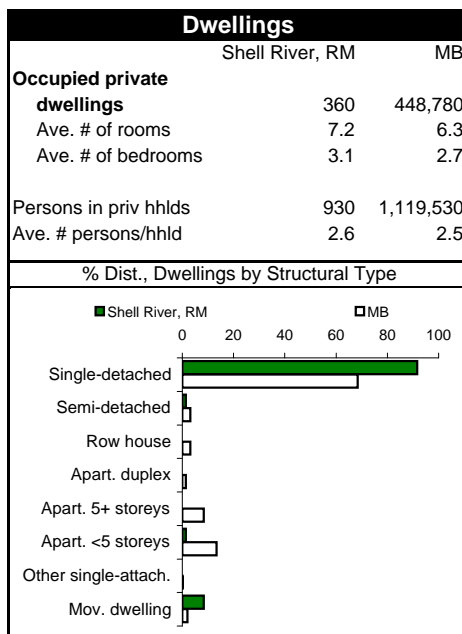 Dwellings
Shell River, RM MB
Occupied private
dwellings 360 448,780
Ave. # of rooms 7.2 6.3
Ave. # of bedrooms 3.1 2.7
Persons in priv hhlds 930 1,119,530
Ave. # persons/hhld 2.6 2.5
% Dist., Dwellings by Structural Type
Shell River, RM MB
0 20 40 60 80 100
Single-detached
Semi-detached
Row house
Apart. duplex
Apart. 5+ storeys
Apart. <5 storeys
Other single-attach.
Mov. dwelling